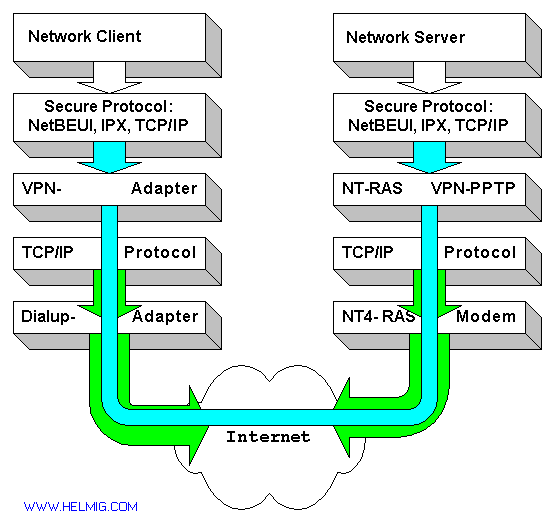 Network Client
Network Server
Secure Protocol:
NetBEUI, IPX, TCP/IP
Secure Protocol:
NetBEUI, IPX, TCP/IP
VPN- Adapter
NT-RAS VPN-PPTP
TCP/IP Protocol
TCP/IP Protocol
Dialup- Adapter
NT4- RAS Modem
Internet
WWW.HELMIG.COM